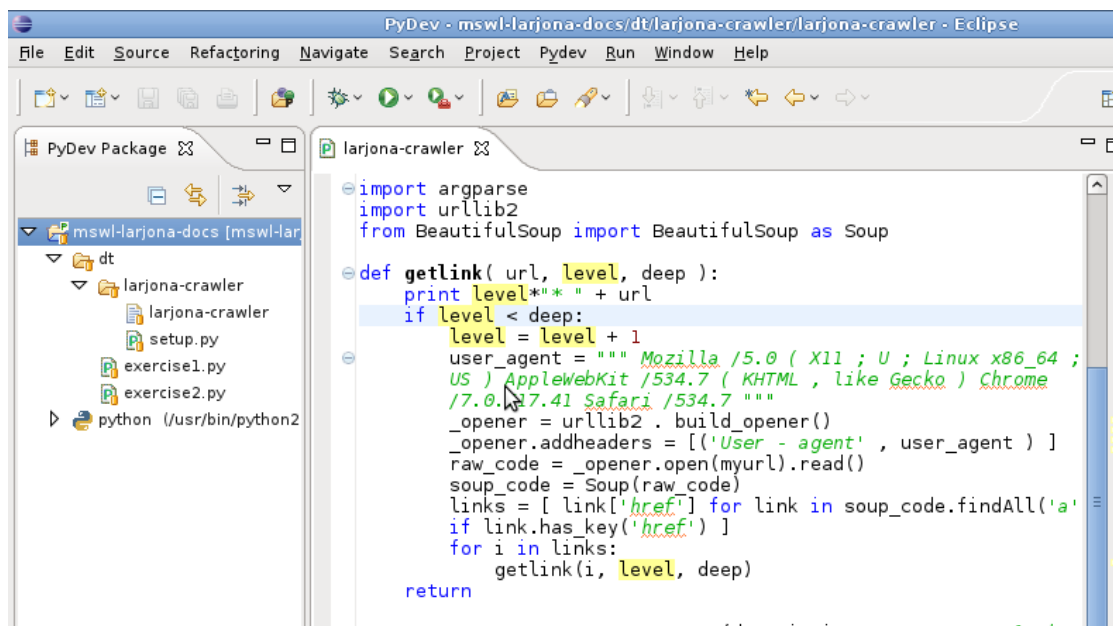 PyDev - mswl-larjona-docs/dt/larjona-crawler/larjona-crawler - Eclipse
File Edit Source Refactoring Navigate Search Project Pydev Run Window Help
PyDev Package
larjona-crawler
mswl-larjona-docs [mswl-lar
dt
larjona-crawler
larjona-crawler
setup.py
exercise1.py
exercise2.py
python (/usr/bin/python2
import argparse
import urllib2
from BeautifulSoup import BeautifulSoup as Soup
def getlink( url, level, deep ):
print level*"* " + url
if level < deep:
level = level + 1
user_agent = """ Mozilla /5.0 ( X11 ; U ; Linux x86_64 ;
US ) AppleWebKit /534.7 ( KHTML , like Gecko ) Chrome
17.41 Safari /534.7 """
_opener = urllib2 . build_opener()
_opener.addheaders = [('User - agent' , user_agent ) ]
raw_code = _opener.open(myurl).read()
soup_code = Soup(raw_code)
links = [ link['href'] for link in soup_code.findAll('a'
if link.has_key('href') ]
for i in links:
getlink(i, level, deep)
return